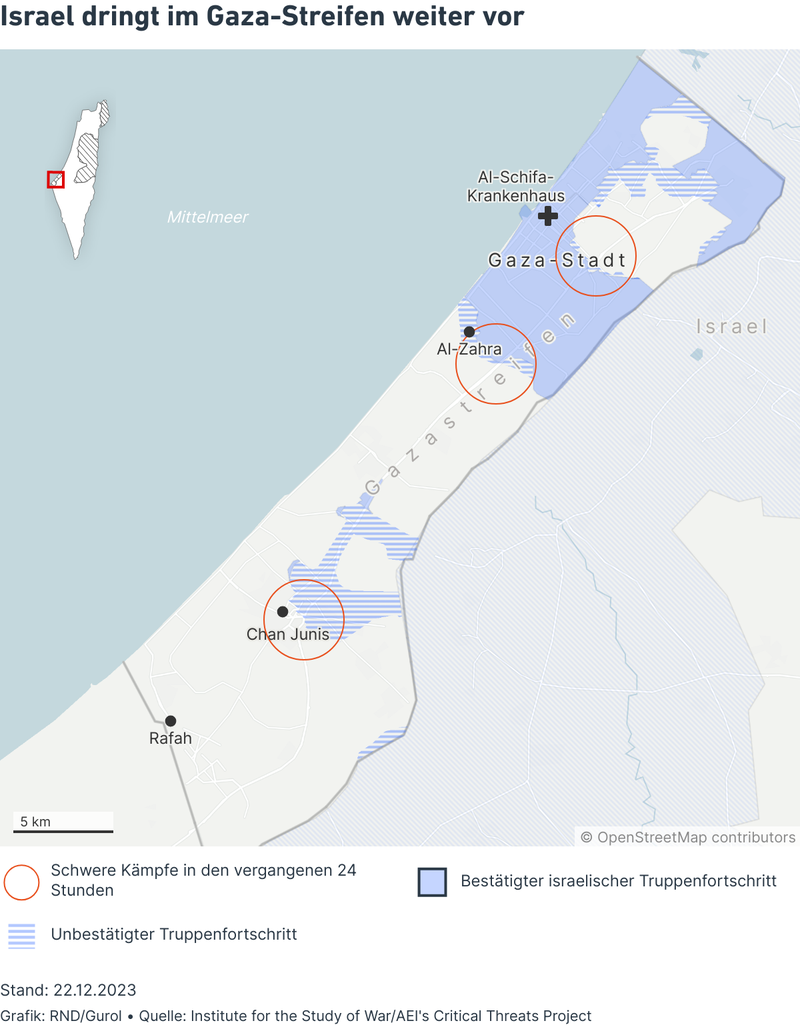 Israel dringt im Gaza-Streifen weiter vor
Mittelmeer
Al-Schifa-
Krankenhaus
Gaza-Stadt
Israel
Al-Zahra
Gazastreifen
Chan Junis
Rafah
5 km
© OpenStreetMap contributors
Schwere Kämpfe in den vergangenen 24
Stunden
Bestätigter israelischer Truppenfortschritt
Unbestätigter Truppenfortschritt
Stand: 22.12.2023
Grafik: RND/Gurol • Quelle: Institute for the Study of War/AEI's Critical Threats Project